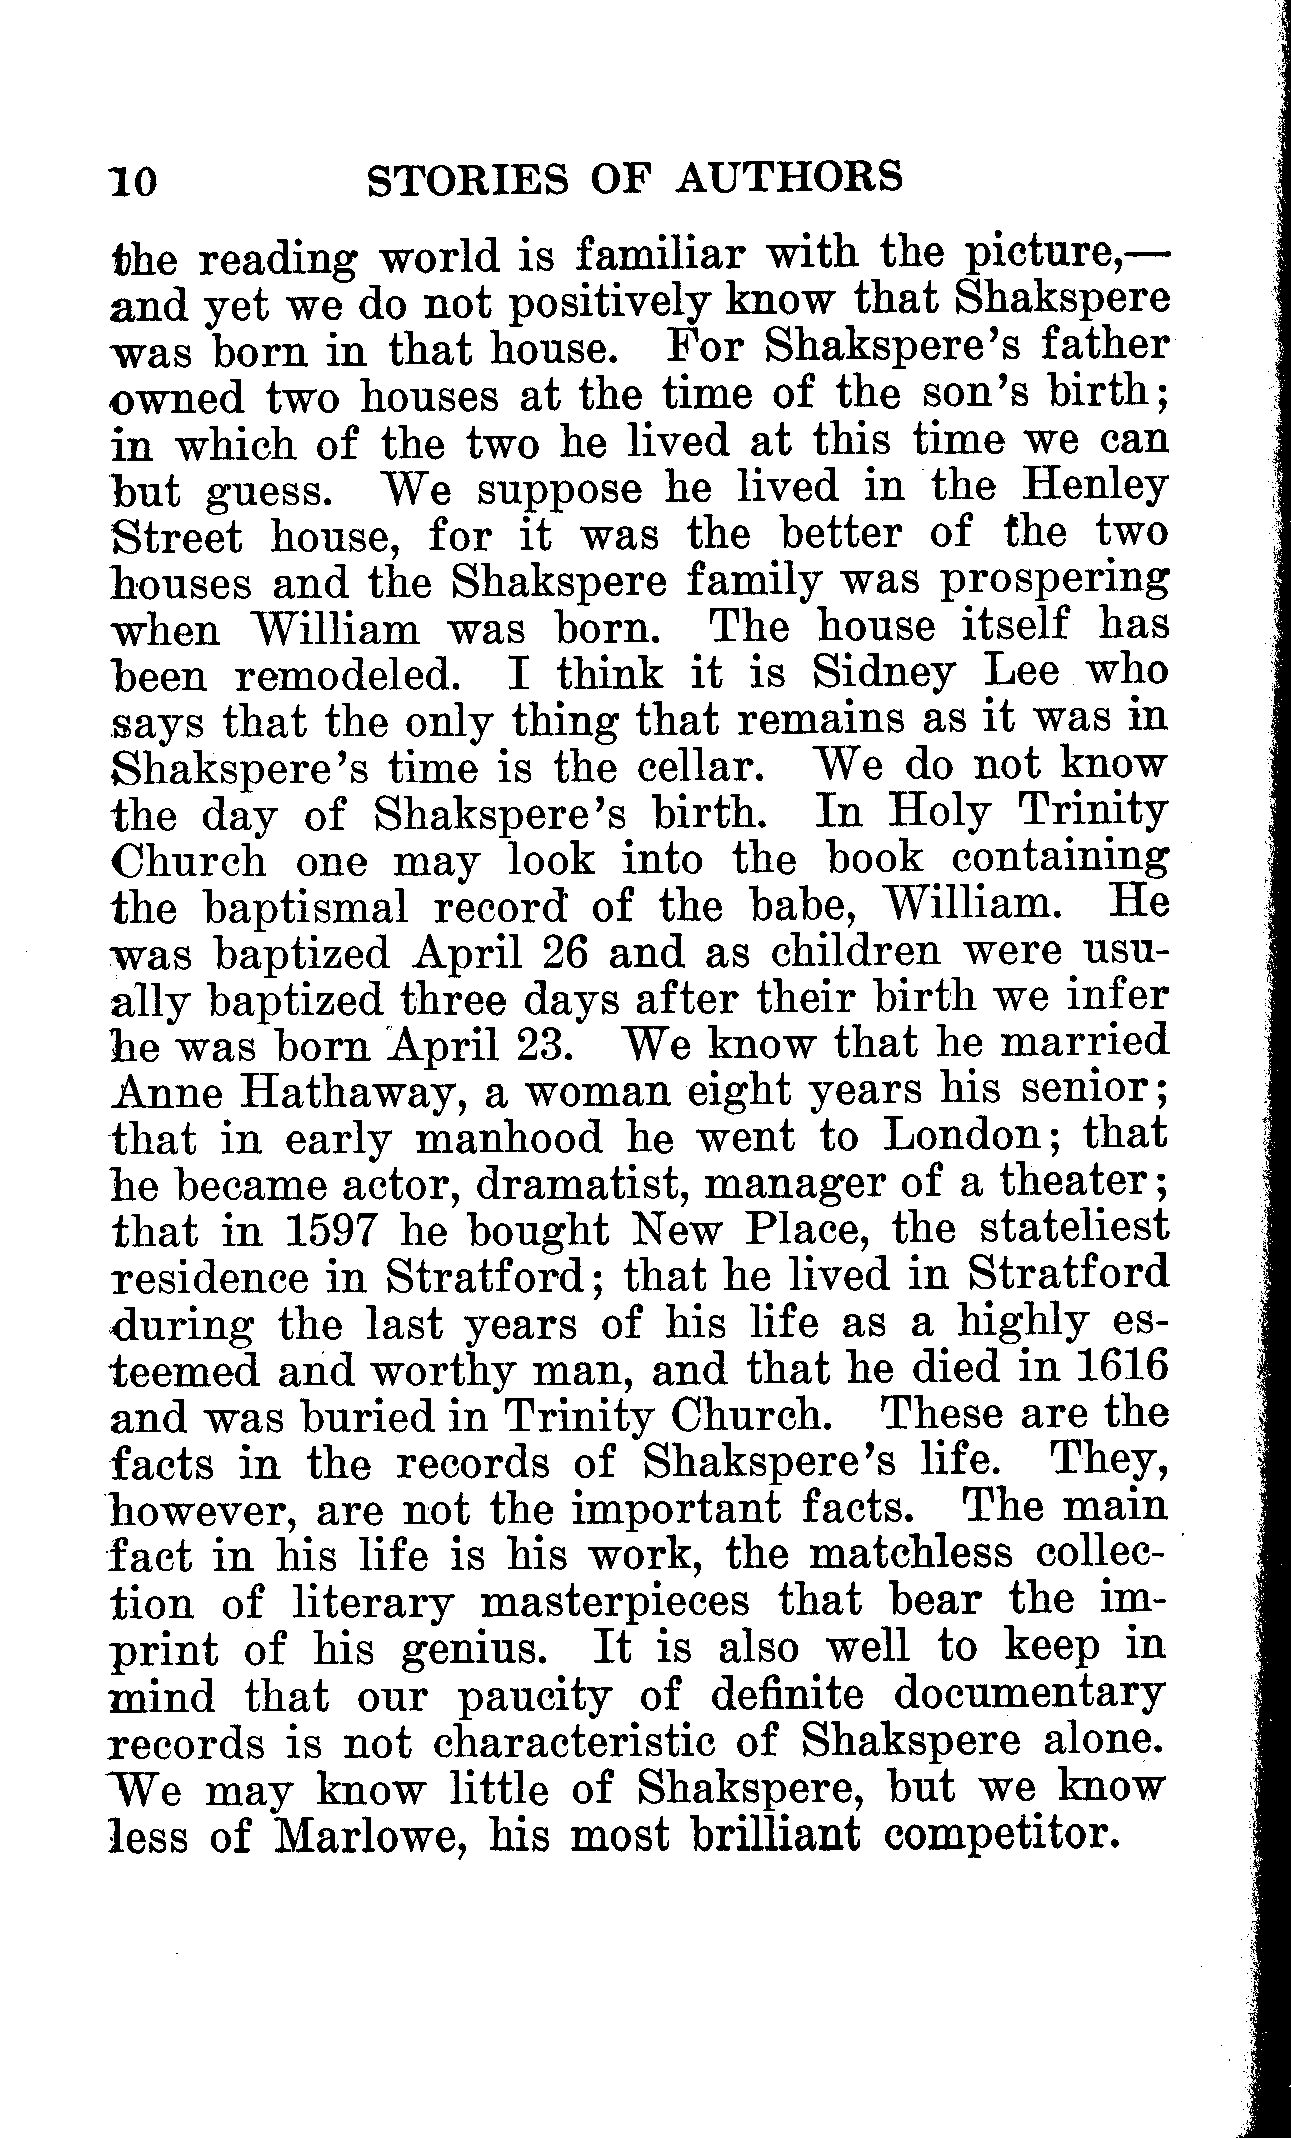 10 STORIES OF AUTHORS
the reading world is familiar with the picture,—
and yet we do not positively know that Shakspere
was born in that house. For Shakspere's father
owned two houses at the time of the son's birth;
in which of the two he lived at this time we can
but guess. We suppose he lived in the Henley
Street house, for it was the better of the two
houses and the Shakspere family was prospering
when William was born. The house itself has
been remodeled. I think it is Sidney Lee who
says that the only thing that remains as it was in
Shakspere's time is the cellar. We do not know
the day of Shakspere's birth. In Holy Trinity
Church one may look into the book containing
the baptismal record of the babe, William. He
was baptized April 26 and as children were usu-
ally baptized three days after their birth we infer
he was born April 23. We know that he married
Anne Hathaway, a woman eight years his senior;
that in early manhood he went to London; that
he became actor, dramatist, manager of a theater;
that in 1597 he bought New Place, the stateliest
residence in Stratford; that he lived in Stratford
during the last years of his life as a highly es-
teemed and worthy man, and that he died in 1616
and was buried in Trinity Church. These are the
facts in the records of Shakspere's life. They,
however, are not the important facts. The main
fact in his life is his work, the matchless collec-
tion of literary masterpieces that bear the im-
print of his genius. It is also well to keep in
mind that our paucity of definite documentary
records is not characteristic of Shakspere alone.
We may know little of Shakspere, but we know
less of Marlowe, his most brilliant competitor.